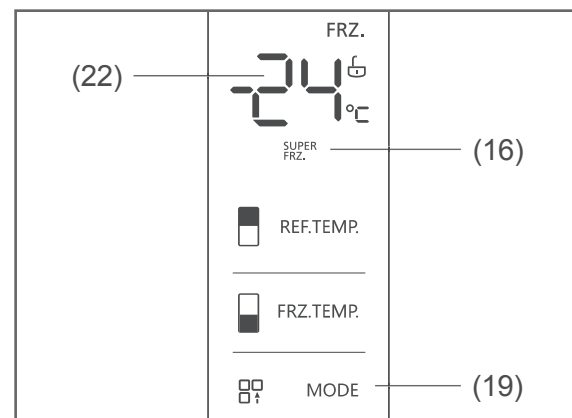 FRZ.
(22)
-24
°C
SUPER
FRZ.
(16)
REF.TEMP.
FRZ.TEMP.
MODE
(19)